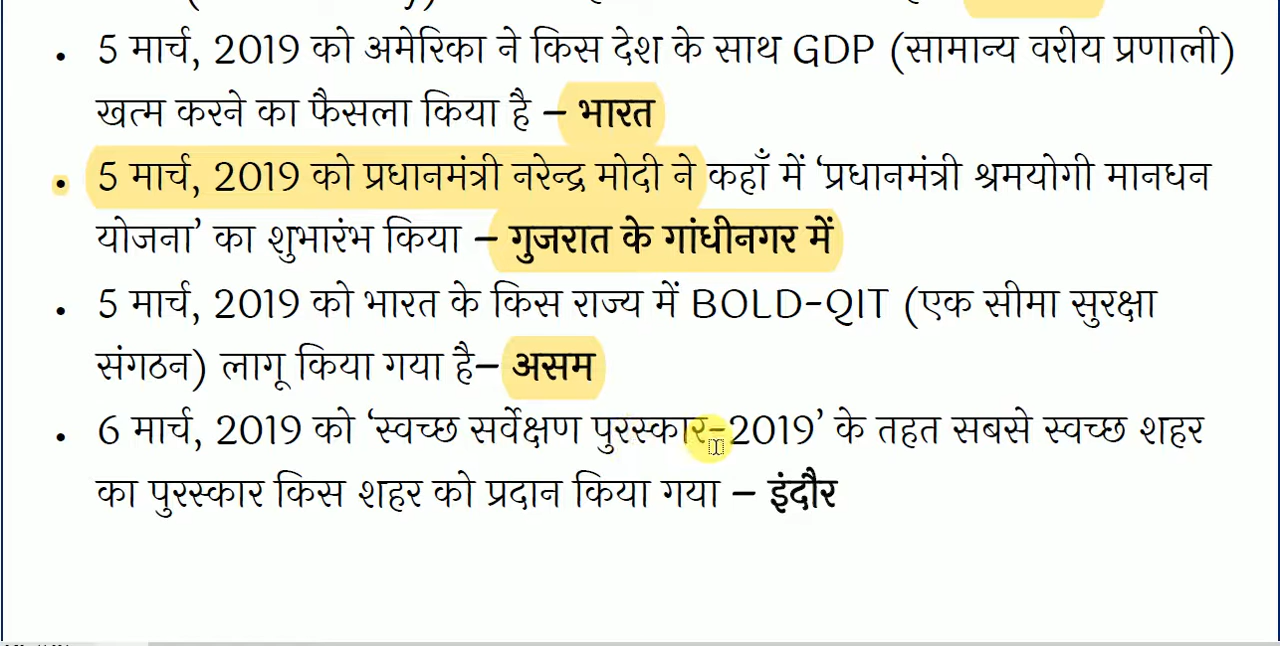 • 5 मार्च, 2019 को अमेरिका ने किस देश के साथ GDP (सामान्य वरीय प्रणाली)
खत्म करने का फैसला किया है – भारत
• 5 मार्च, 2019 को प्रधानमंत्री नरेन्द्र मोदी ने कहाँ में ‘प्रधानमंत्री श्रमयोगी मानधन
योजना’ का शुभारंभ किया – गुजरात के गांधीनगर में
• 5 मार्च, 2019 को भारत के किस राज्य में BOLD-QIT (एक सीमा सुरक्षा
संगठन) लागू किया गया है– असम
• 6 मार्च, 2019 को ‘स्वच्छ सर्वेक्षण पुरस्कार-2019’ के तहत सबसे स्वच्छ शहर
का पुरस्कार किस शहर को प्रदान किया गया – इंदौर